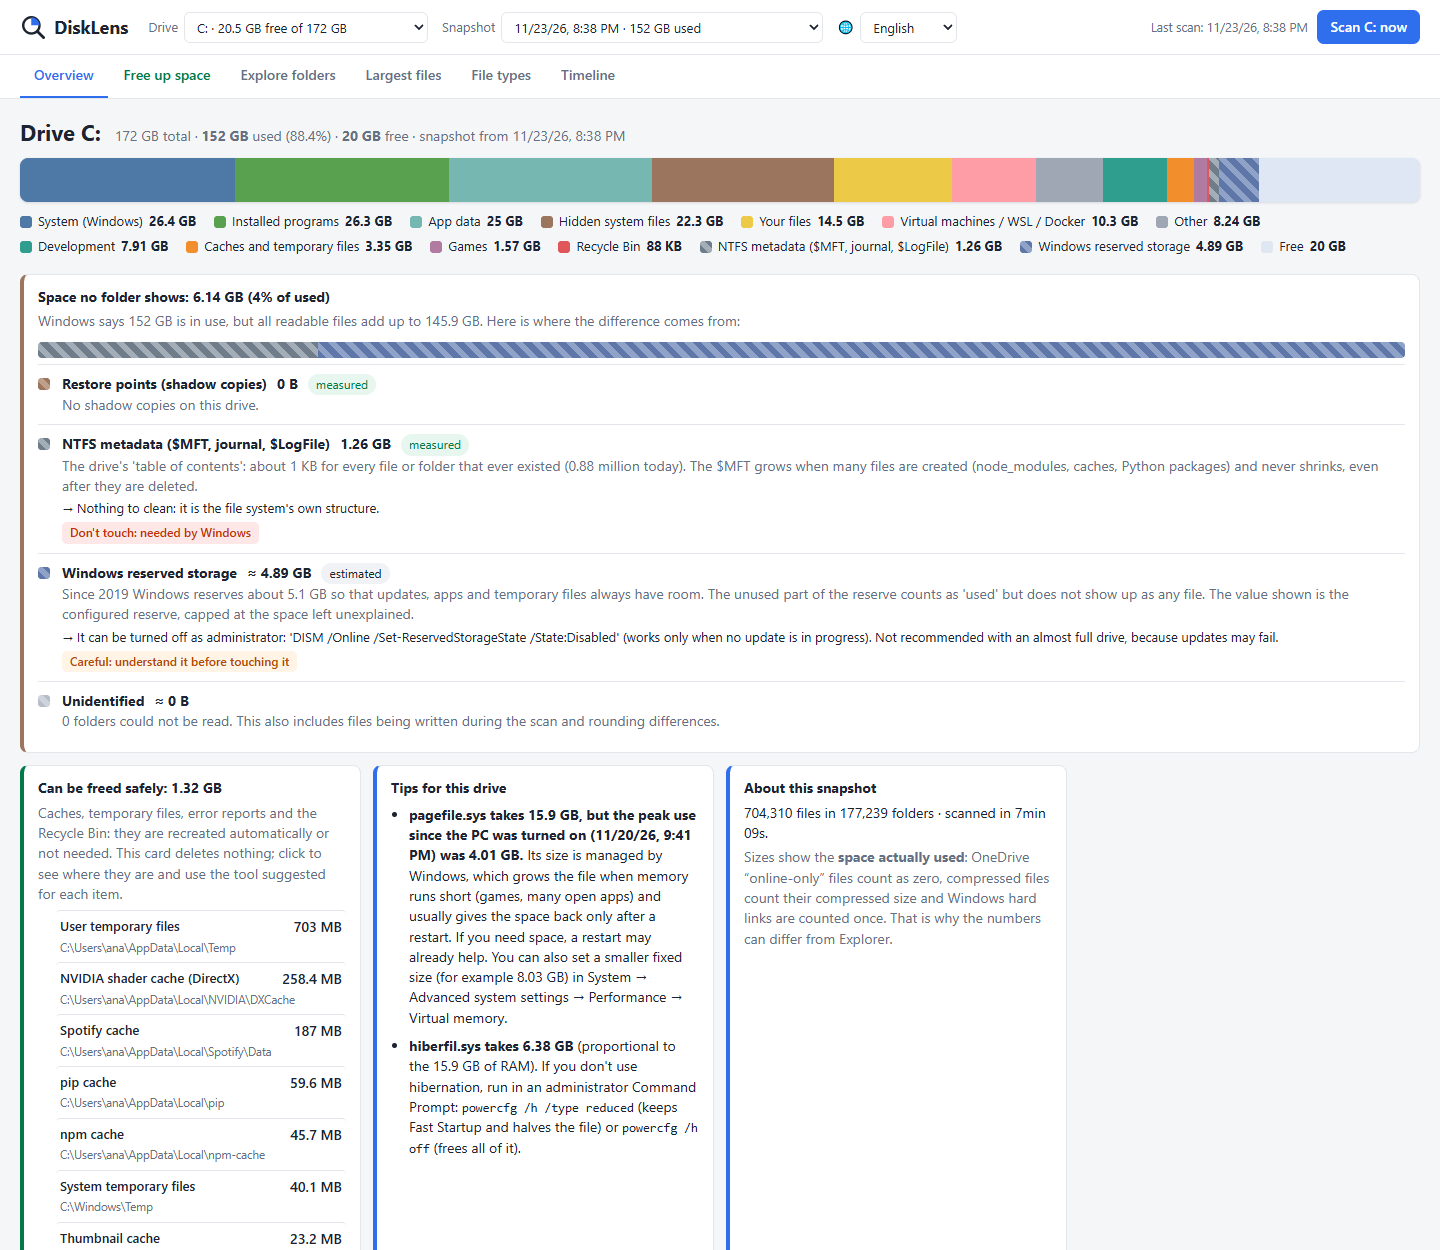 DiskLens Drive C: · 20.5 GB free of 172 GB Snapshot 11/23/26, 8:38 PM · 152 GB used English Last scan: 11/23/26, 8:38 PM Scan C: now
Overview Free up space Explore folders Largest files File types Timeline
Drive C: 172 GB total · 152 GB used (88.4%) · 20 GB free · snapshot from 11/23/26, 8:38 PM
System (Windows) 26.4 GB Installed programs 26.3 GB App data 25 GB Hidden system files 22.3 GB Your files 14.5 GB Virtual machines / WSL / Docker 10.3 GB Other 8.24 GB
Development 7.91 GB Caches and temporary files 3.35 GB Games 1.57 GB Recycle Bin 88 KB NTFS metadata ($MFT, journal, $LogFile) 1.26 GB Windows reserved storage 4.89 GB Free 20 GB
Space no folder shows: 6.14 GB (4% of used)
Windows says 152 GB is in use, but all readable files add up to 145.9 GB. Here is where the difference comes from:
Restore points (shadow copies) 0 B measured
No shadow copies on this drive.
NTFS metadata ($MFT, journal, $LogFile) 1.26 GB measured
The drive's 'table of contents': about 1 KB for every file or folder that ever existed (0.88 million today). The $MFT grows when many files are created (node_modules, caches, Python packages) and never shrinks, even
after they are deleted.
→ Nothing to clean: it is the file system's own structure.
Don't touch: needed by Windows
Windows reserved storage ≈ 4.89 GB estimated
Since 2019 Windows reserves about 5.1 GB so that updates, apps and temporary files always have room. The unused part of the reserve counts as 'used' but does not show up as any file. The value shown is the
configured reserve, capped at the space left unexplained.
→ It can be turned off as administrator: 'DISM /Online /Set-ReservedStorageState /State:Disabled' (works only when no update is in progress). Not recommended with an almost full drive, because updates may fail.
Careful: understand it before touching it
Unidentified ≈ 0 B
0 folders could not be read. This also includes files being written during the scan and rounding differences.
Can be freed safely: 1.32 GB
Caches, temporary files, error reports and the
Recycle Bin: they are recreated automatically or
not needed. This card deletes nothing; click to
see where they are and use the tool suggested
for each item.
User temporary files 703 MB
C:\Users\ana\AppData\Local\Temp
NVIDIA shader cache (DirectX) 258.4 MB
C:\Users\ana\AppData\Local\NVIDIA\DXCache
Spotify cache 187 MB
C:\Users\ana\AppData\Local\Spotify\Data
pip cache 59.6 MB
C:\Users\ana\AppData\Local\pip
npm cache 45.7 MB
C:\Users\ana\AppData\Local\npm-cache
System temporary files 40.1 MB
C:\Windows\Temp
Thumbnail cache 23.2 MB
Tips for this drive
• pagefile.sys takes 15.9 GB, but the peak use
since the PC was turned on (11/20/26, 9:41
PM) was 4.01 GB. Its size is managed by
Windows, which grows the file when memory
runs short (games, many open apps) and
usually gives the space back only after a
restart. If you need space, a restart may
already help. You can also set a smaller fixed
size (for example 8.03 GB) in System →
Advanced system settings → Performance →
Virtual memory.
• hiberfil.sys takes 6.38 GB (proportional to
the 15.9 GB of RAM). If you don't use
hibernation, run in an administrator Command
Prompt: powercfg /h /type reduced (keeps
Fast Startup and halves the file) or powercfg /h
off (frees all of it).
About this snapshot
704,310 files in 177,239 folders · scanned in 7min
09s.
Sizes show the space actually used: OneDrive
“online-only” files count as zero, compressed files
count their compressed size and Windows hard
links are counted once. That is why the numbers
can differ from Explorer.